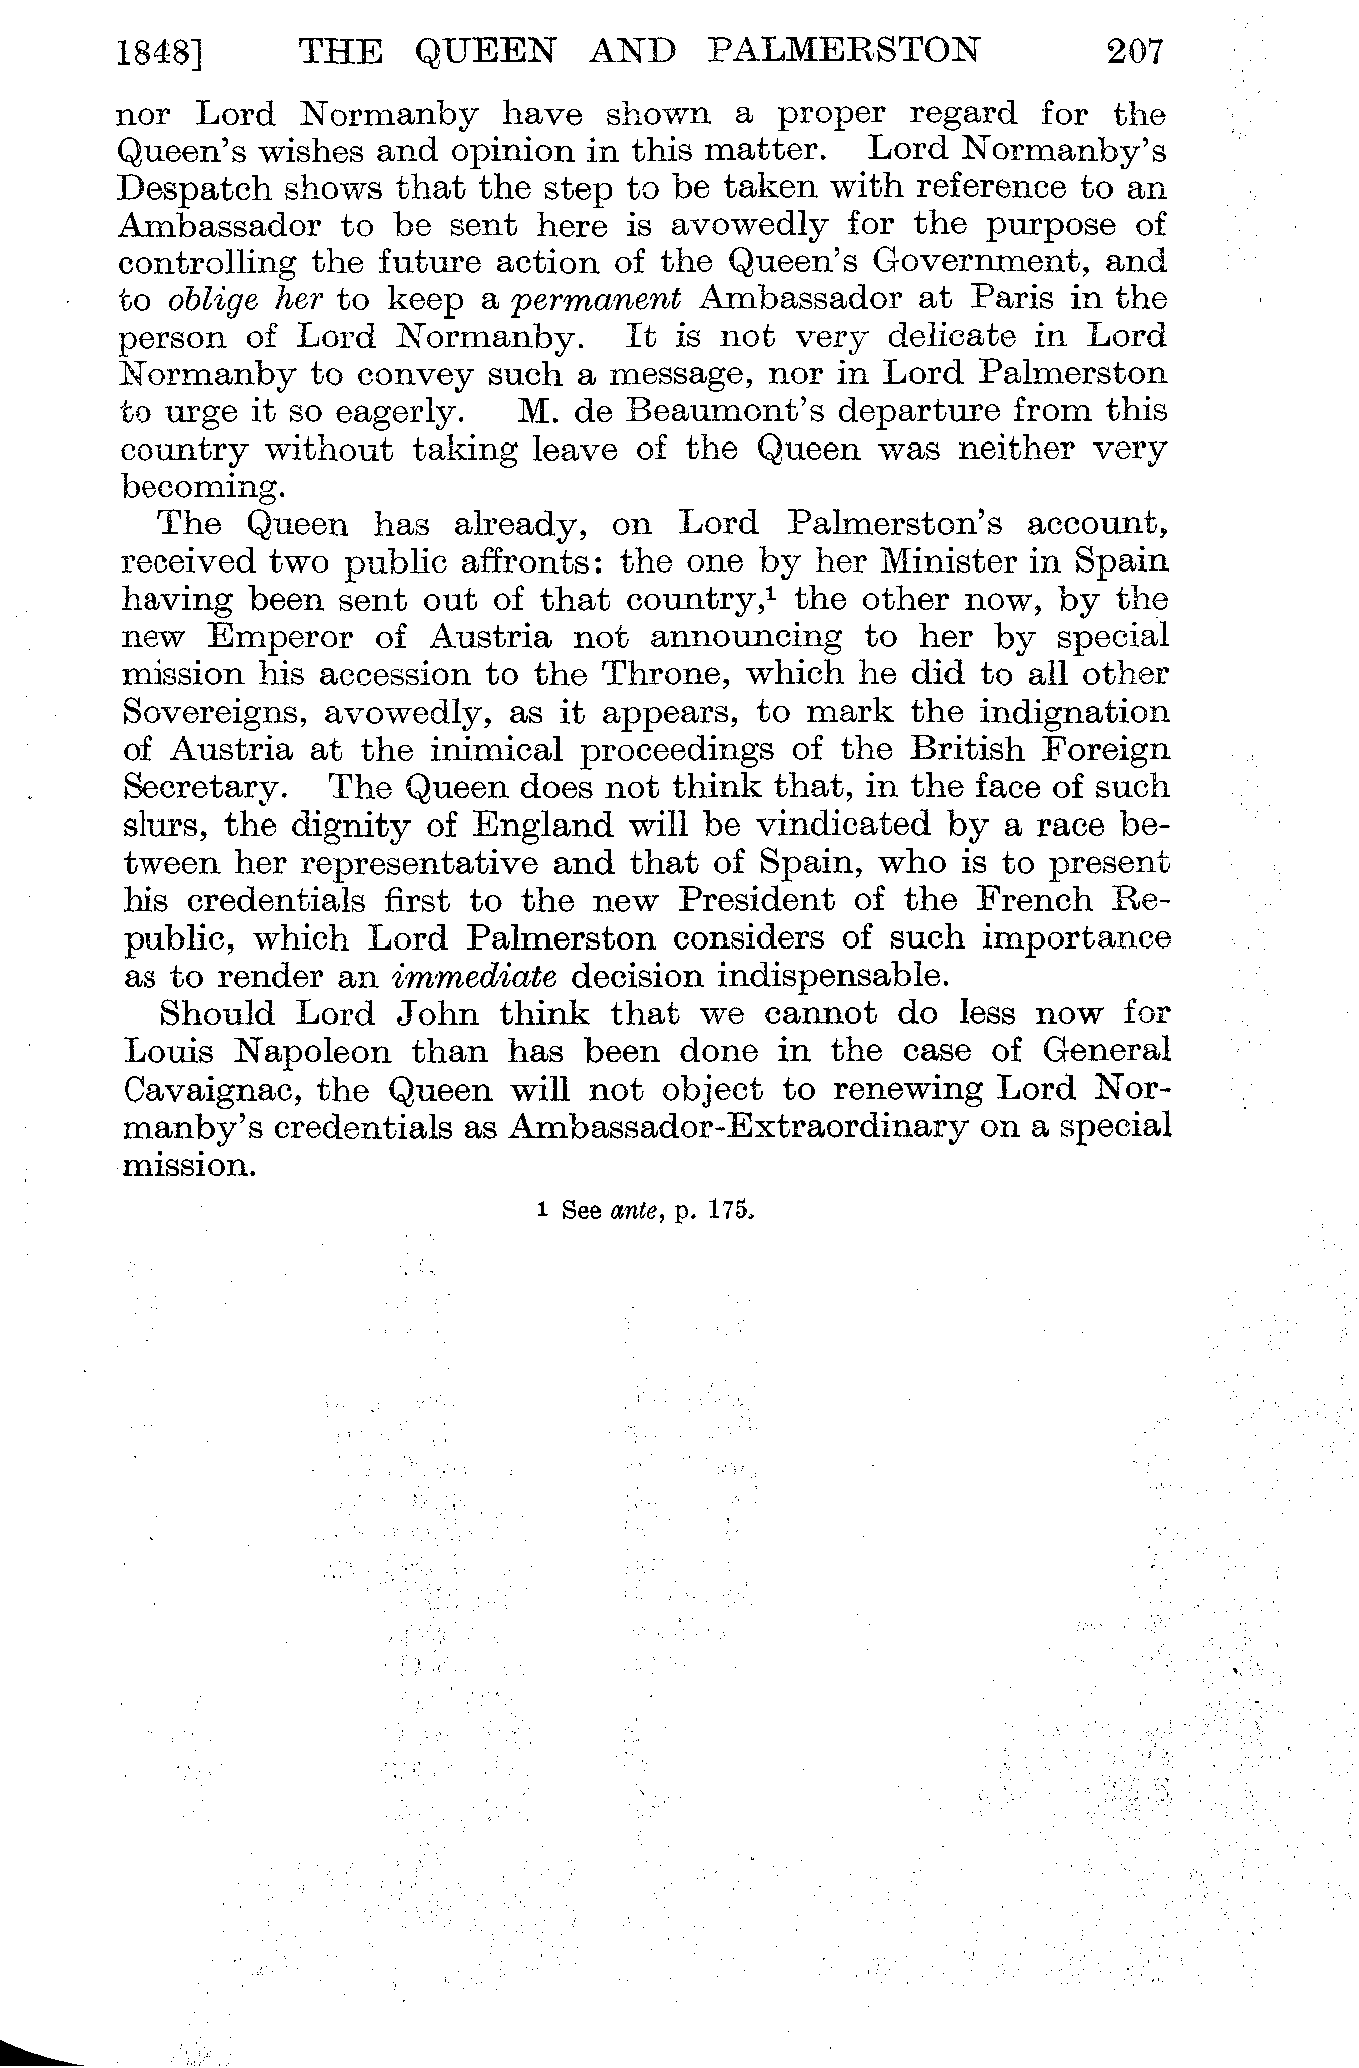 1848] THE QUEEN AND PALMERSTON 207
nor Lord Normanby have shown a proper regard for the
Queen's wishes and opinion in this matter. Lord Normanby's
Despatch shows that the step to be taken with reference to an
Ambassador to be sent here is avowedly for the purpose of
controlling the future action of the Queen's Government, and
to oblige her to keep a permanent Ambassador at Paris in the
person of Lord Normanby. It is not very delicate in Lord
Normanby to convey such a message, nor in Lord Palmerston
to urge it so eagerly. M. de Beaumont's departure from this
country without taking leave of the Queen was neither very
becoming.
The Queen has already, on Lord Palmerston's account,
received two public affronts: the one by her Minister in Spain
having been sent out of that country,¹ the other now, by the
new Emperor of Austria not announcing to her by special
mission his accession to the Throne, which he did to all other
Sovereigns, avowedly, as it appears, to mark the indignation
of Austria at the inimical proceedings of the British Foreign
Secretary. The Queen does not think that, in the face of such
slurs, the dignity of England will be vindicated by a race be-
tween her representative and that of Spain, who is to present
his credentials first to the new President of the French Re-
public, which Lord Palmerston considers of such importance
as to render an immediate decision indispensable.
Should Lord John think that we cannot do less now for
Louis Napoleon than has been done in the case of General
Cavaignac, the Queen will not object to renewing Lord Nor-
manby's credentials as Ambassador-Extraordinary on a special
mission.
1 See ante, p. 175.